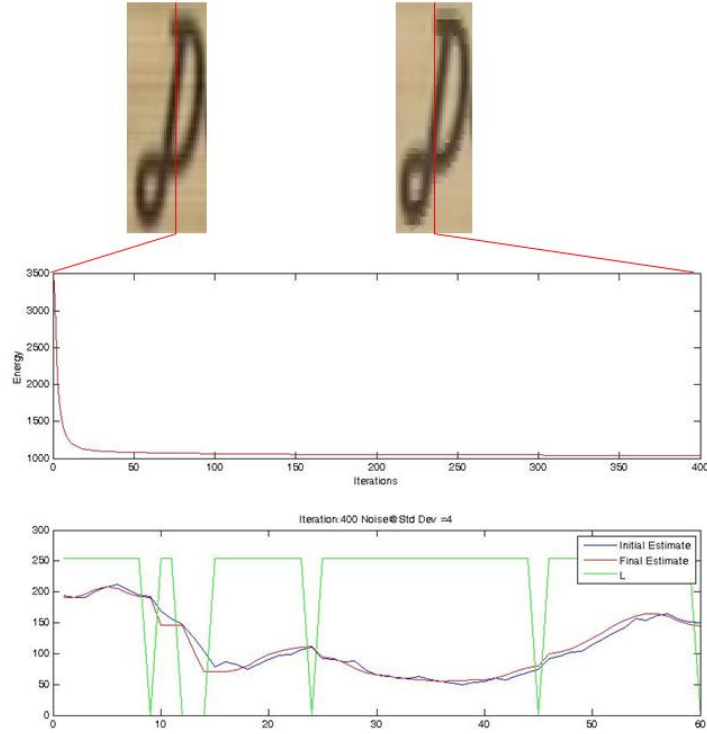 3500
3000
2500
2000
1500
1000
Energy
0 50 100 150 200 250 300 350 400
Iterations
Iteration:400 Noise@Std Dev =4
300
250
200
150
100
50
0
Initial Estimate
Final Estimate
L
0 10 20 30 40 50 60